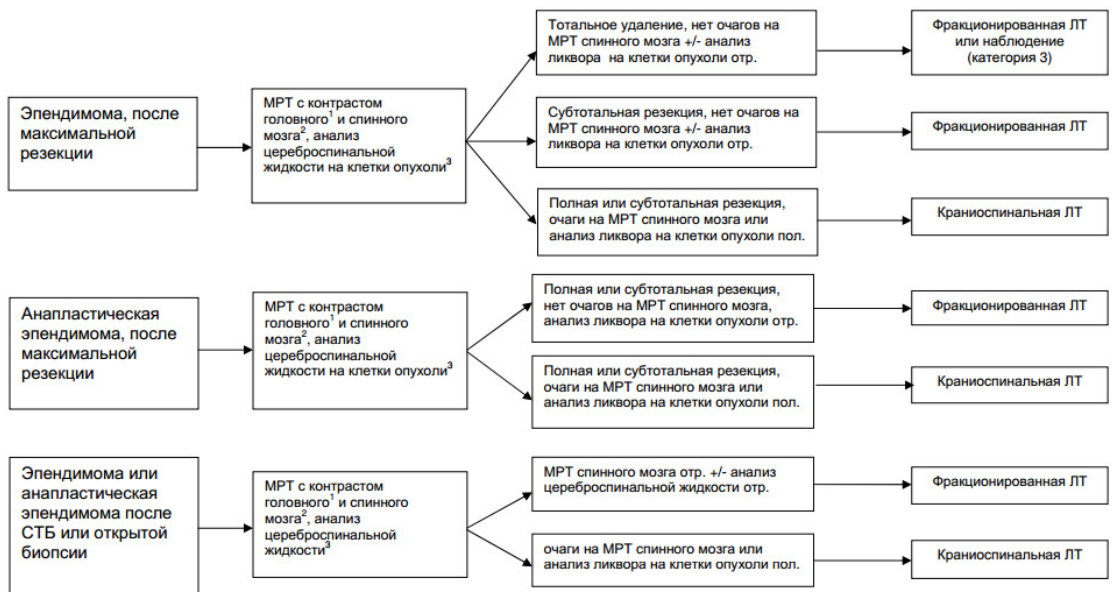 Эпендимома, после
максимальной
резекции
МРТ с контрастом
головного¹ и спинного
мозга², анализ
цереброспинальной
жидкости на клетки опухоли³
Тотальное удаление, нет очагов на
МРТ спинного мозга +/- анализ
ликвора на клетки опухоли отр.
Фракционированная ЛТ
или наблюдение
(категория 3)
Субтотальная резекция, нет очагов на
МРТ спинного мозга +/- анализ
ликвора на клетки опухоли отр.
Фракционированная ЛТ
Полная или субтотальная резекция,
очаги на МРТ спинного мозга или
анализ ликвора на клетки опухоли пол.
Краниоспинальная ЛТ
Анапластическая
эпендимома, после
максимальной
резекции
МРТ с контрастом
головного¹ и спинного
мозга², анализ
цереброспинальной
жидкости на клетки опухоли³
Полная или субтотальная резекция,
нет очагов на МРТ спинного мозга,
анализ ликвора на клетки опухоли отр.
Фракционированная ЛТ
Полная или субтотальная резекция,
очаги на МРТ спинного мозга или
анализ ликвора на клетки опухоли пол.
Краниоспинальная ЛТ
Эпендимома или
анапластическая
эпендимома после
СТБ или открытой
биопсии
МРТ с контрастом
головного¹ и спинного
мозга², анализ
цереброспинальной
жидкости³
МРТ спинного мозга отр. +/- анализ
цереброспинальной жидкости отр.
Фракционированная ЛТ
очаги на МРТ спинного мозга или
анализ ликвора на клетки опухоли пол.
Краниоспинальная ЛТ